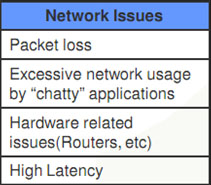 Network Issues
Packet loss
Excessive network usage
by “chatty” applications
Hardware related
issues(Routers, etc)
High Latency